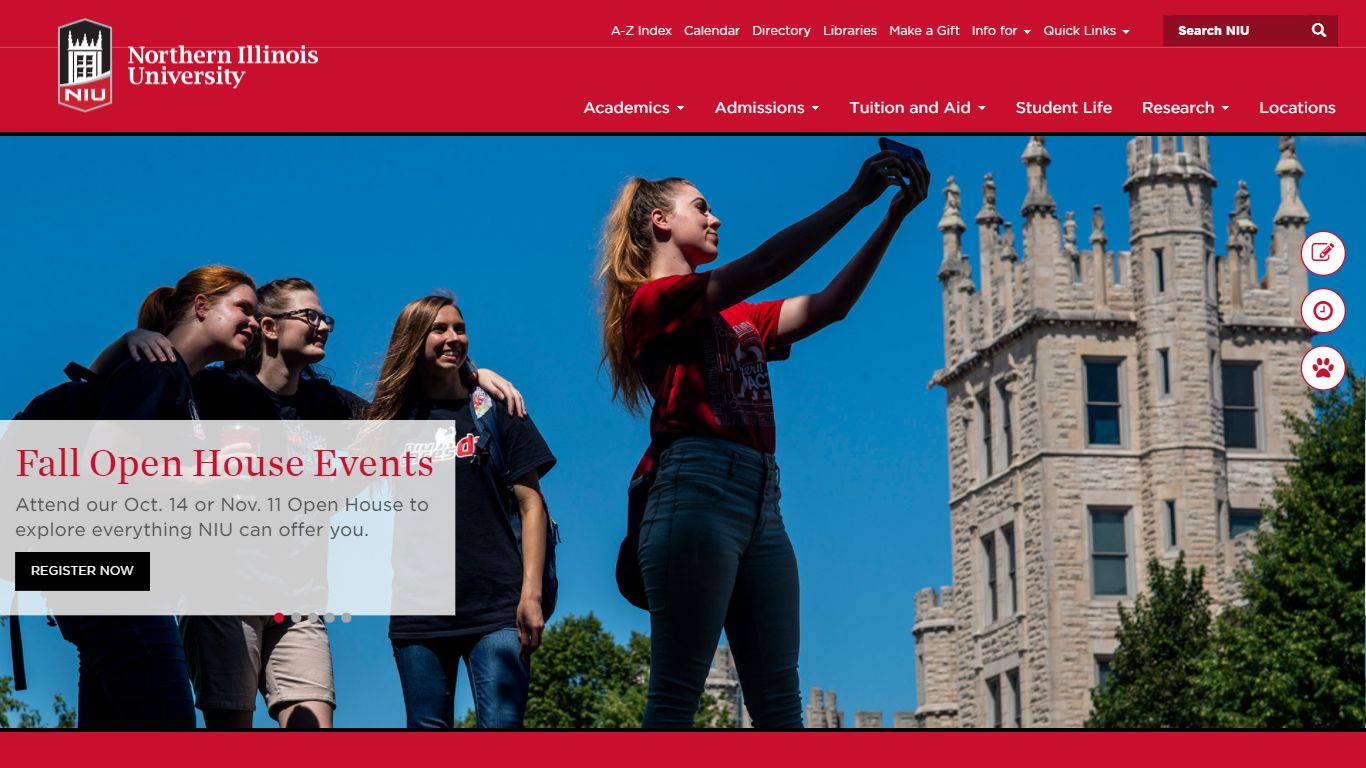 A-Z Index Calendar Directory Libraries Make a Gift Info for Quick Links Search NIU
NIU
Northern Illinois
University
Academics Admissions Tuition and Aid Student Life Research Locations
Fall Open House Events
Attend our Oct. 14 or Nov. 11 Open House to
explore everything NIU can offer you.
REGISTER NOW